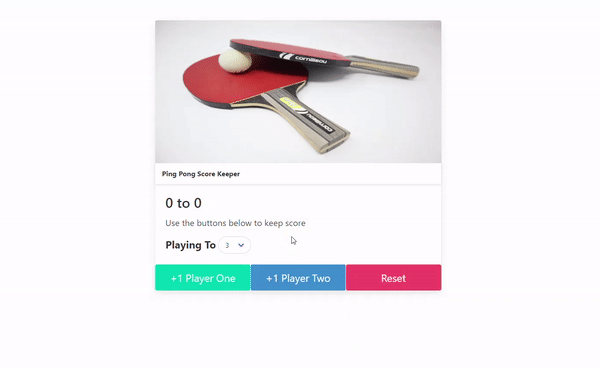 cornilleau
cornilleau
Ping Pong Score Keeper
0 to 0
Use the buttons below to keep score
Playing To 3
+1 Player One +1 Player Two Reset